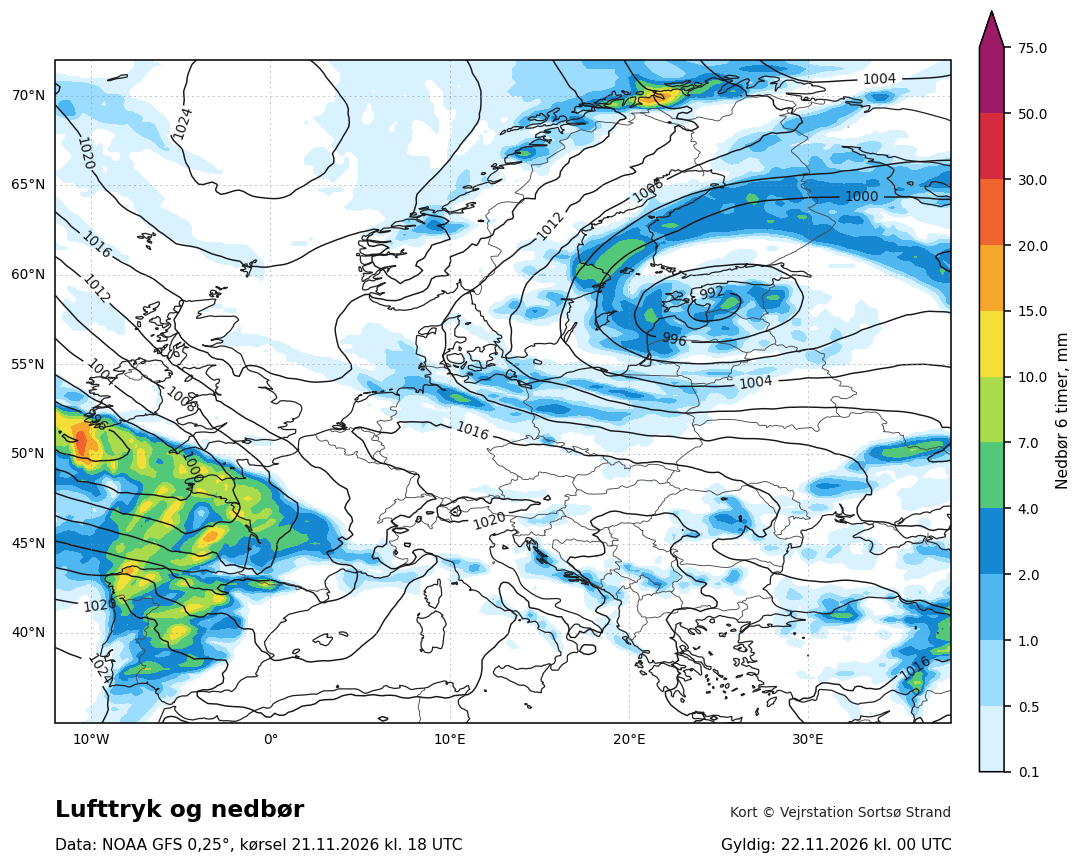 75.0
50.0
30.0
20.0
15.0
10.0
7.0
4.0
2.0
1.0
0.5
0.1
Nedbør 6 timer, mm
70°N
65°N
60°N
55°N
50°N
45°N
40°N
10°W
0°
10°E
20°E
30°E
1024
1020
1016
1012
1008
1000
996
1004
1008
1012
1000
992
996
1004
1016
1020
1020
1024
1016
Lufttryk og nedbør
Kort © Vejrstation Sortsø Strand
Data: NOAA GFS 0,25°, kørsel 21.11.2026 kl. 18 UTC
Gyldig: 22.11.2026 kl. 00 UTC